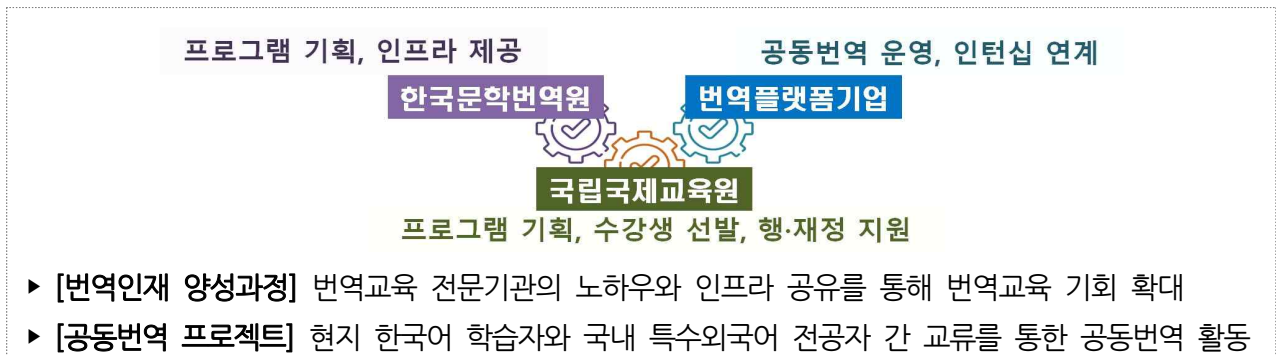 프로그램 기획, 인프라 제공
공동번역 운영, 인턴십 연계
한국문학번역원
번역플랫폼기업
국립국제교육원
프로그램 기획, 수강생 선발, 행·재정 지원
▸ [번역인재 양성과정] 번역교육 전문기관의 노하우와 인프라 공유를 통해 번역교육 기회 확대
▸ [공동번역 프로젝트] 현지 한국어 학습자와 국내 특수외국어 전공자 간 교류를 통한 공동번역 활동